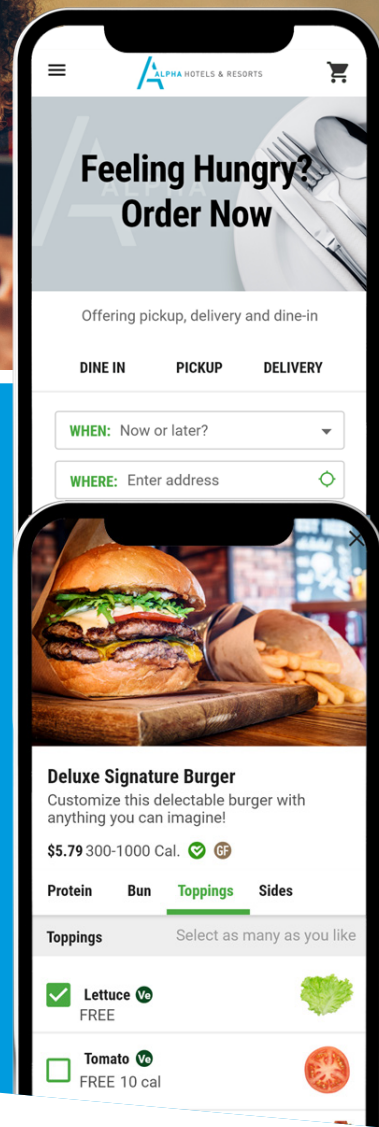 ALPHA HOTELS & RESORTS
Feeling Hungry?
Order Now
Offering pickup, delivery and dine-in
DINE IN PICKUP DELIVERY
WHEN: Now or later?
WHERE: Enter address
Deluxe Signature Burger
Customize this delectable burger with
anything you can imagine!
$5.79 300-1000 Cal. GF
Protein Bun Toppings Sides
Toppings Select as many as you like
Lettuce Ve
FREE
Tomato Ve
FREE 10 cal